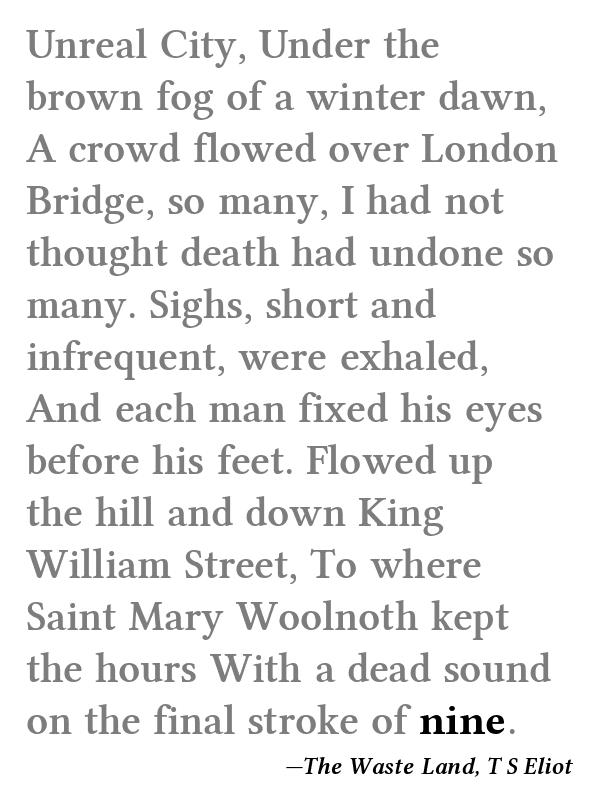 Unreal City, Under the
brown fog of a winter dawn,
A crowd flowed over London
Bridge, so many, I had not
thought death had undone so
many. Sighs, short and
infrequent, were exhaled,
And each man fixed his eyes
before his feet. Flowed up
the hill and down King
William Street, To where
Saint Mary Woolnoth kept
the hours With a dead sound
on the final stroke of nine.
—The Waste Land, T S Eliot